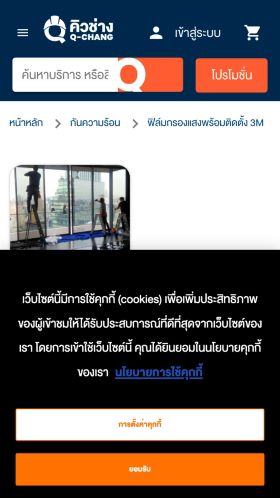 คิวช่าง
Q-CHANG
เข้าสู่ระบบ
ค้นหาบริการ หรือสิ
โปรโมชั่น
หน้าหลัก
กันความร้อน
ฟิล์มกรองแสงพร้อมติดตั้ง 3M
เว็บไซต์นี้มีการใช้คุกกี้ (cookies) เพื่อเพิ่มประสิทธิภาพ
ของผู้เข้าชมให้ได้รับประสบการณ์ที่ดีที่สุดจากเว็บไซต์ของ
เรา โดยการเข้าใช้เว็บไซต์นี้ คุณได้ยินยอมในนโยบายคุกกี้
ของเรา นโยบายการใช้คุกกี้
การตั้งค่าคุกกี้
ยอมรับ